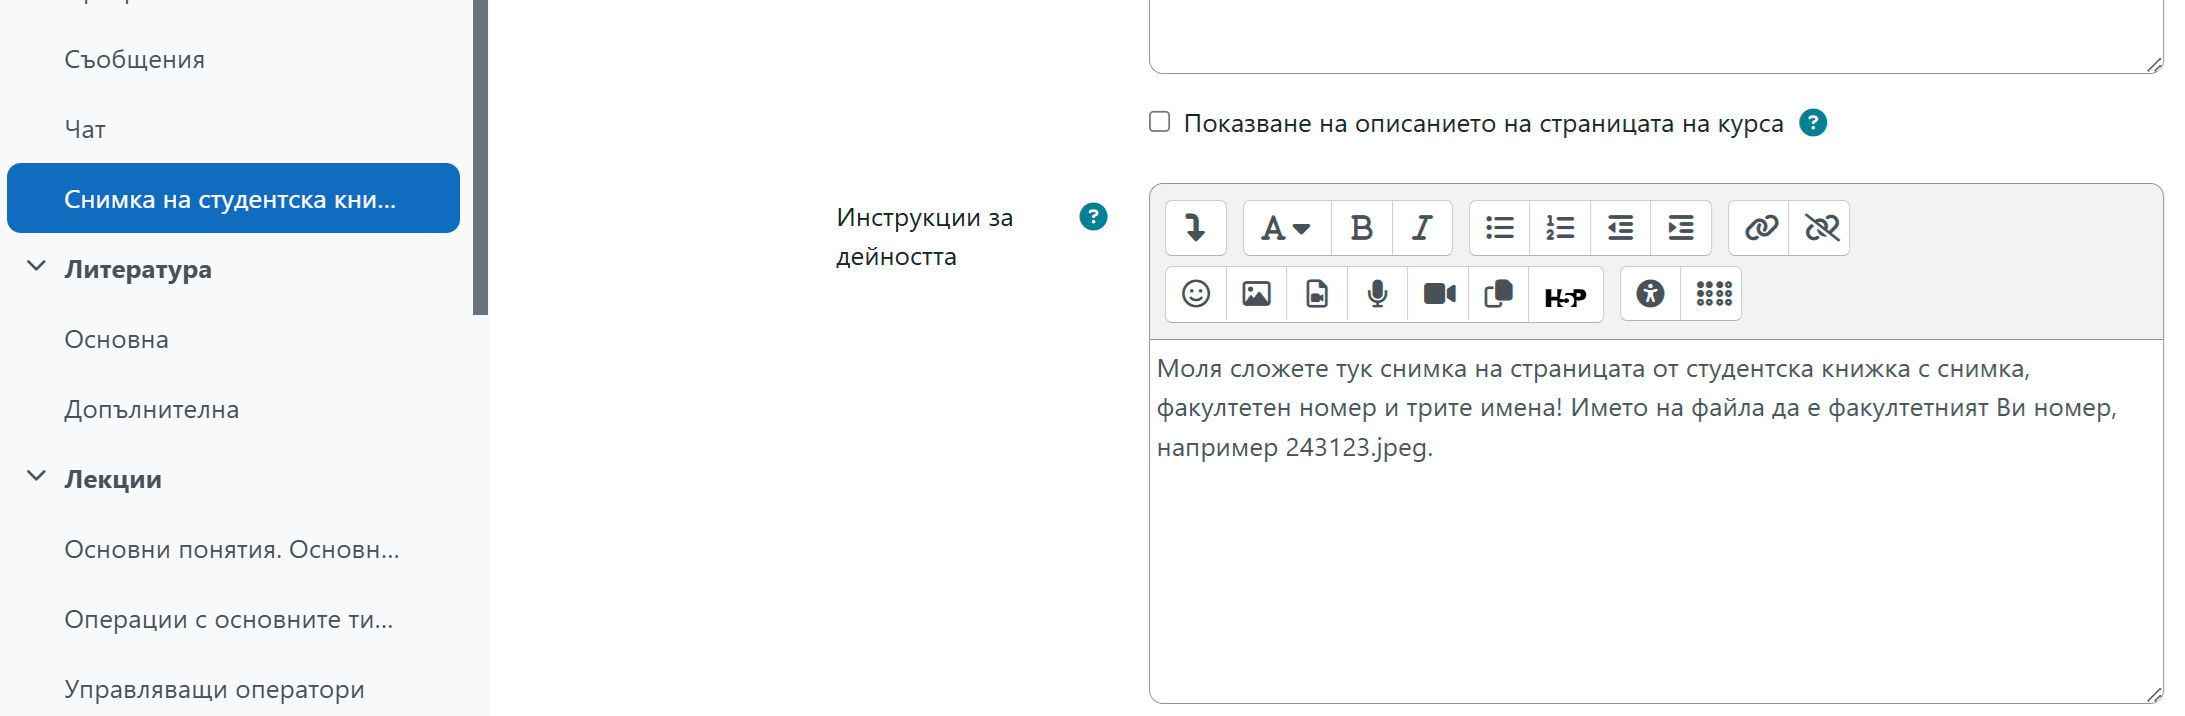 Съобщения
Чат
Снимка на студентска кни...
Литература
Основна
Допълнителна
Лекции
Основни понятия. Основн...
Операции с основните ти...
Управляващи оператори
Показване на описанието на страницата на курса
Инструкции за
дейността
H5P
Моля сложете тук снимка на страницата от студентска книжка с снимка,
факултетен номер и трите имена! Името на файла да е факултетният Ви номер,
например 243123.jpeg.